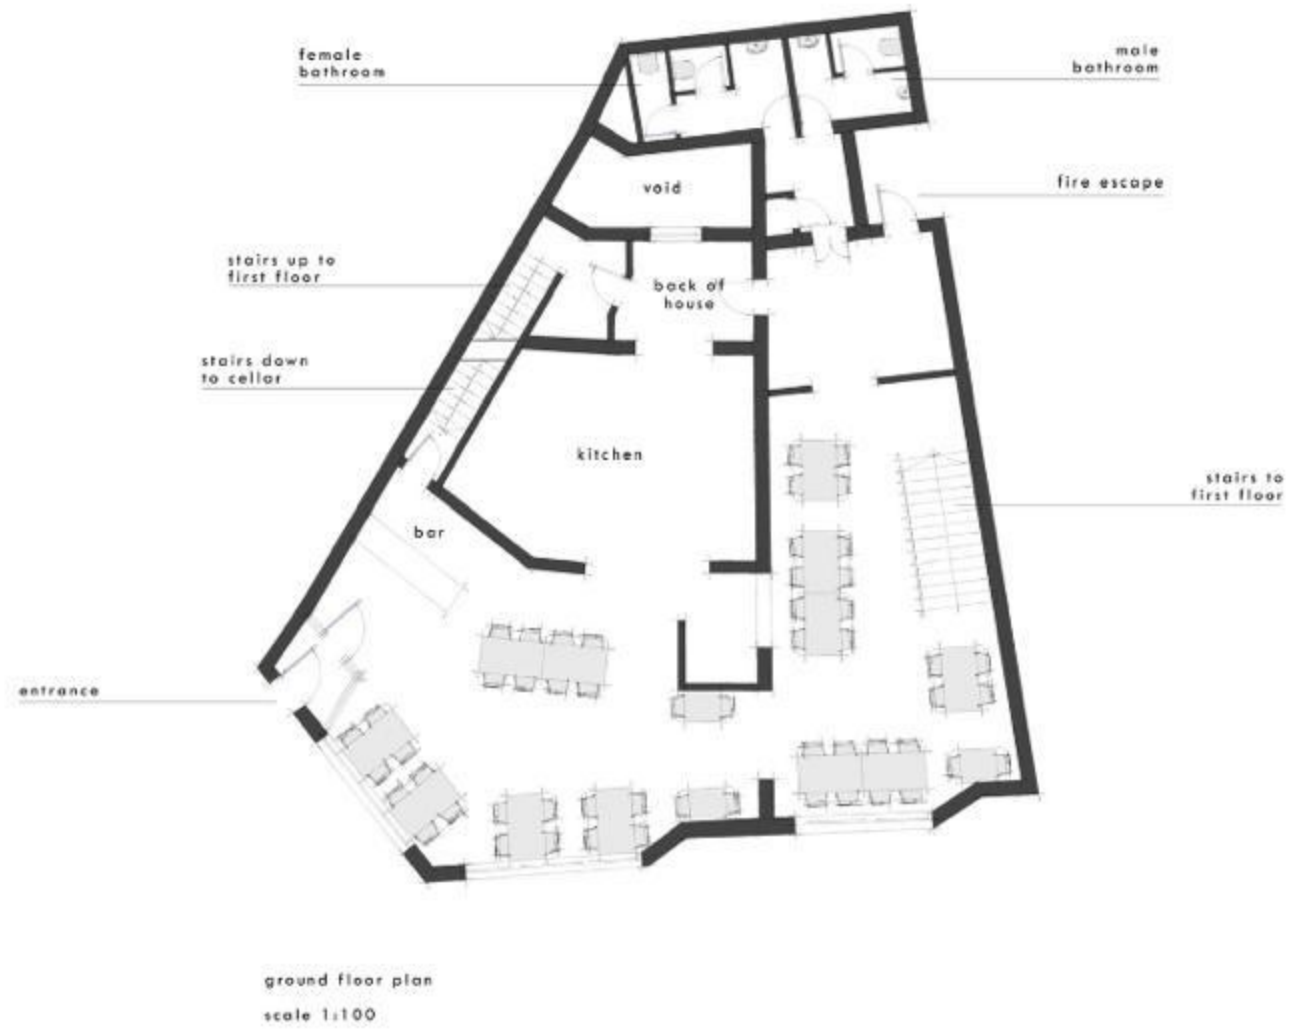 female
bathroom
male
bathroom
void
fire escape
stairs up to
first floor
back of
house
stairs down
to cellar
kitchen
stairs to
first floor
bar
entrance
ground floor plan
scale 1:100